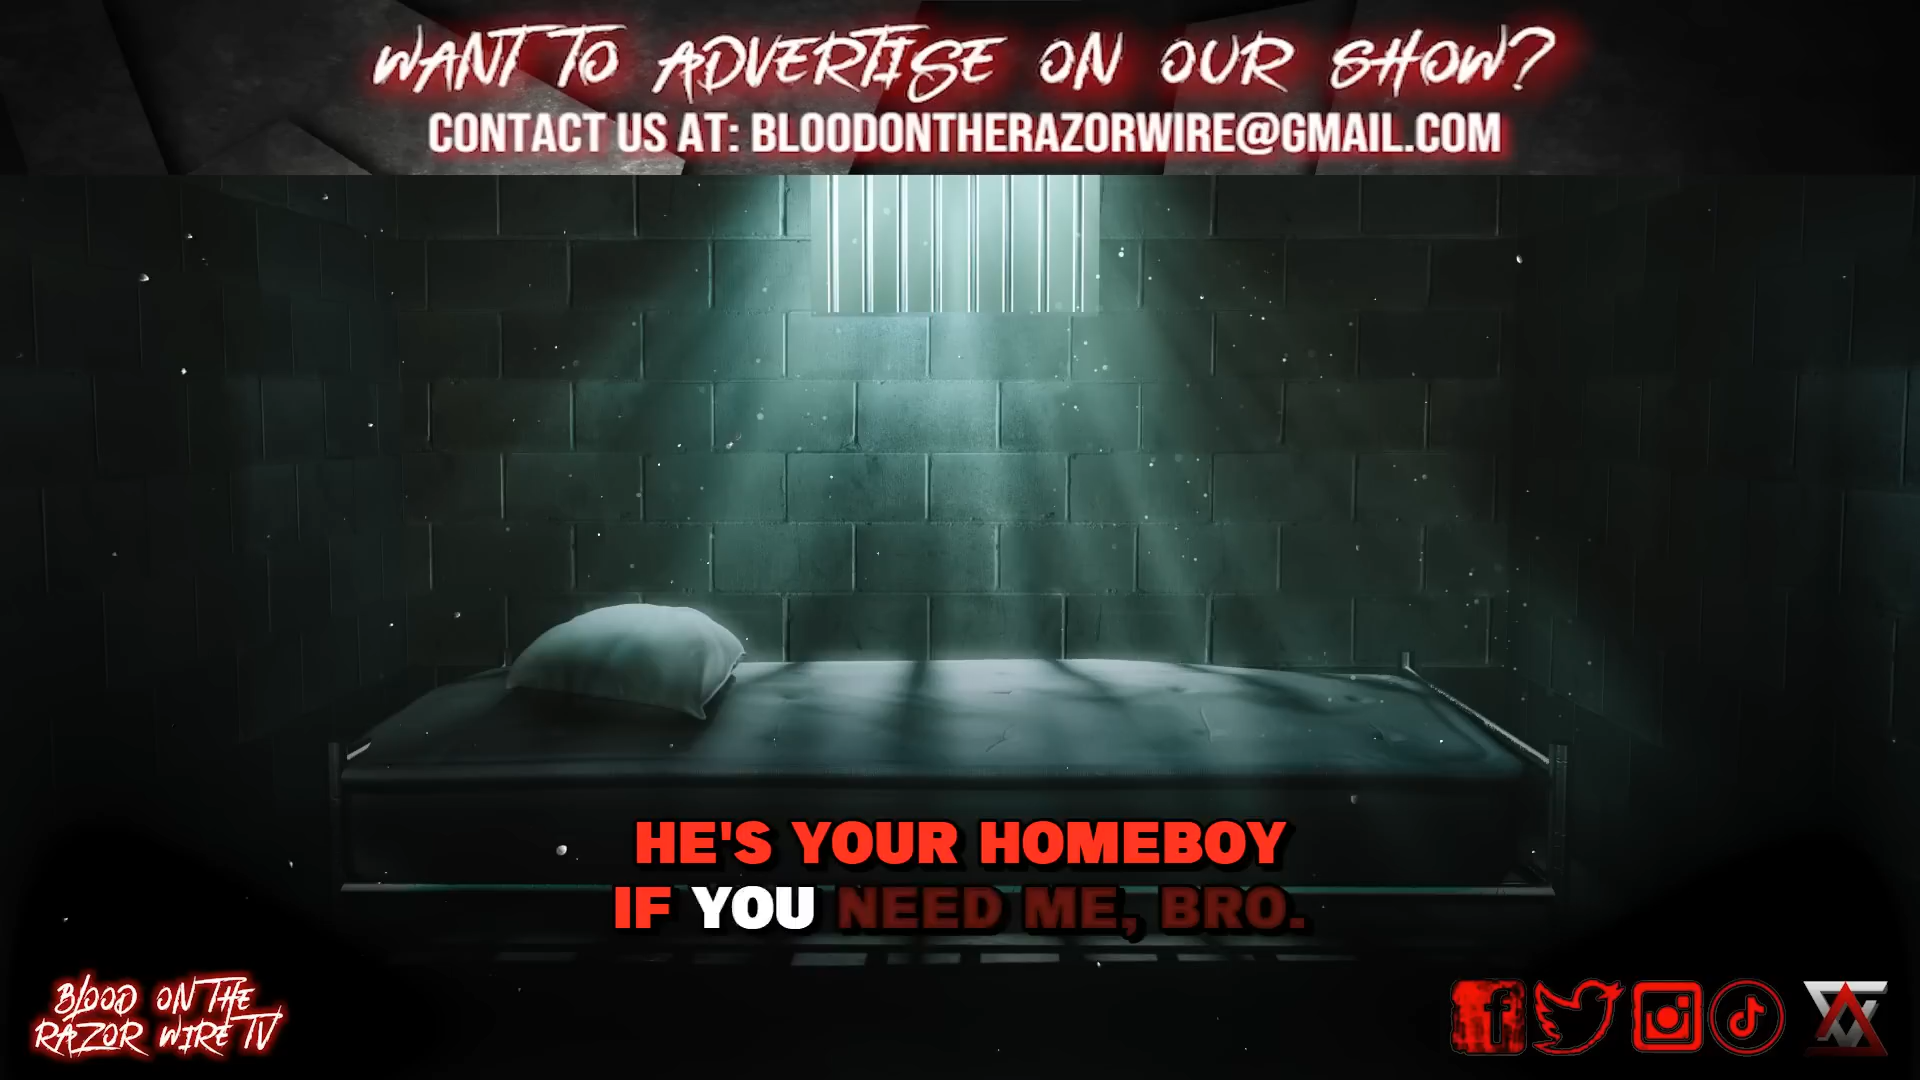 WANT TO ADVERTISE ON OUR SHOW?
CONTACT US AT: BLOODONTHERAZORWIRE@GMAIL.COM
HE'S YOUR HOMEBOY
IF YOU NEED ME, BRO.
BLOOD ON THE
RAZOR WIRE TV